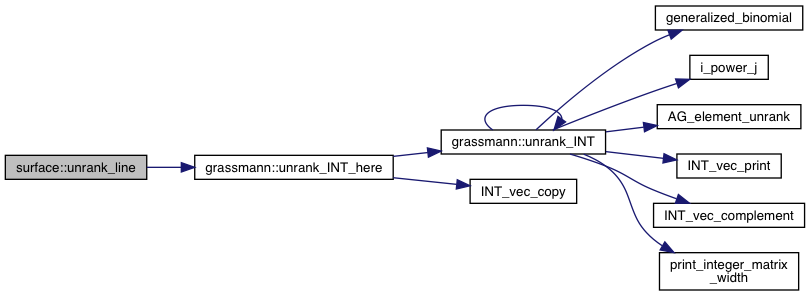 surface::unrank_line
grassmann::unrank_INT_here
grassmann::unrank_INT
INT_vec_copy
generalized_binomial
i_power_j
AG_element_unrank
INT_vec_print
INT_vec_complement
print_integer_matrix
_width